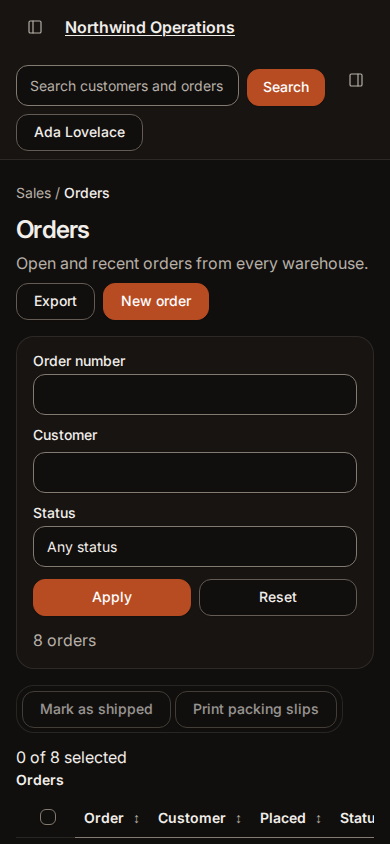 Northwind Operations
Search customers and orders
Search
Ada Lovelace
Sales / Orders
Orders
Open and recent orders from every warehouse.
Export
New order
Order number
Customer
Status
Any status
Apply
Reset
8 orders
Mark as shipped
Print packing slips
0 of 8 selected
Orders
Order ↕ Customer ↕ Placed ↕ Statu